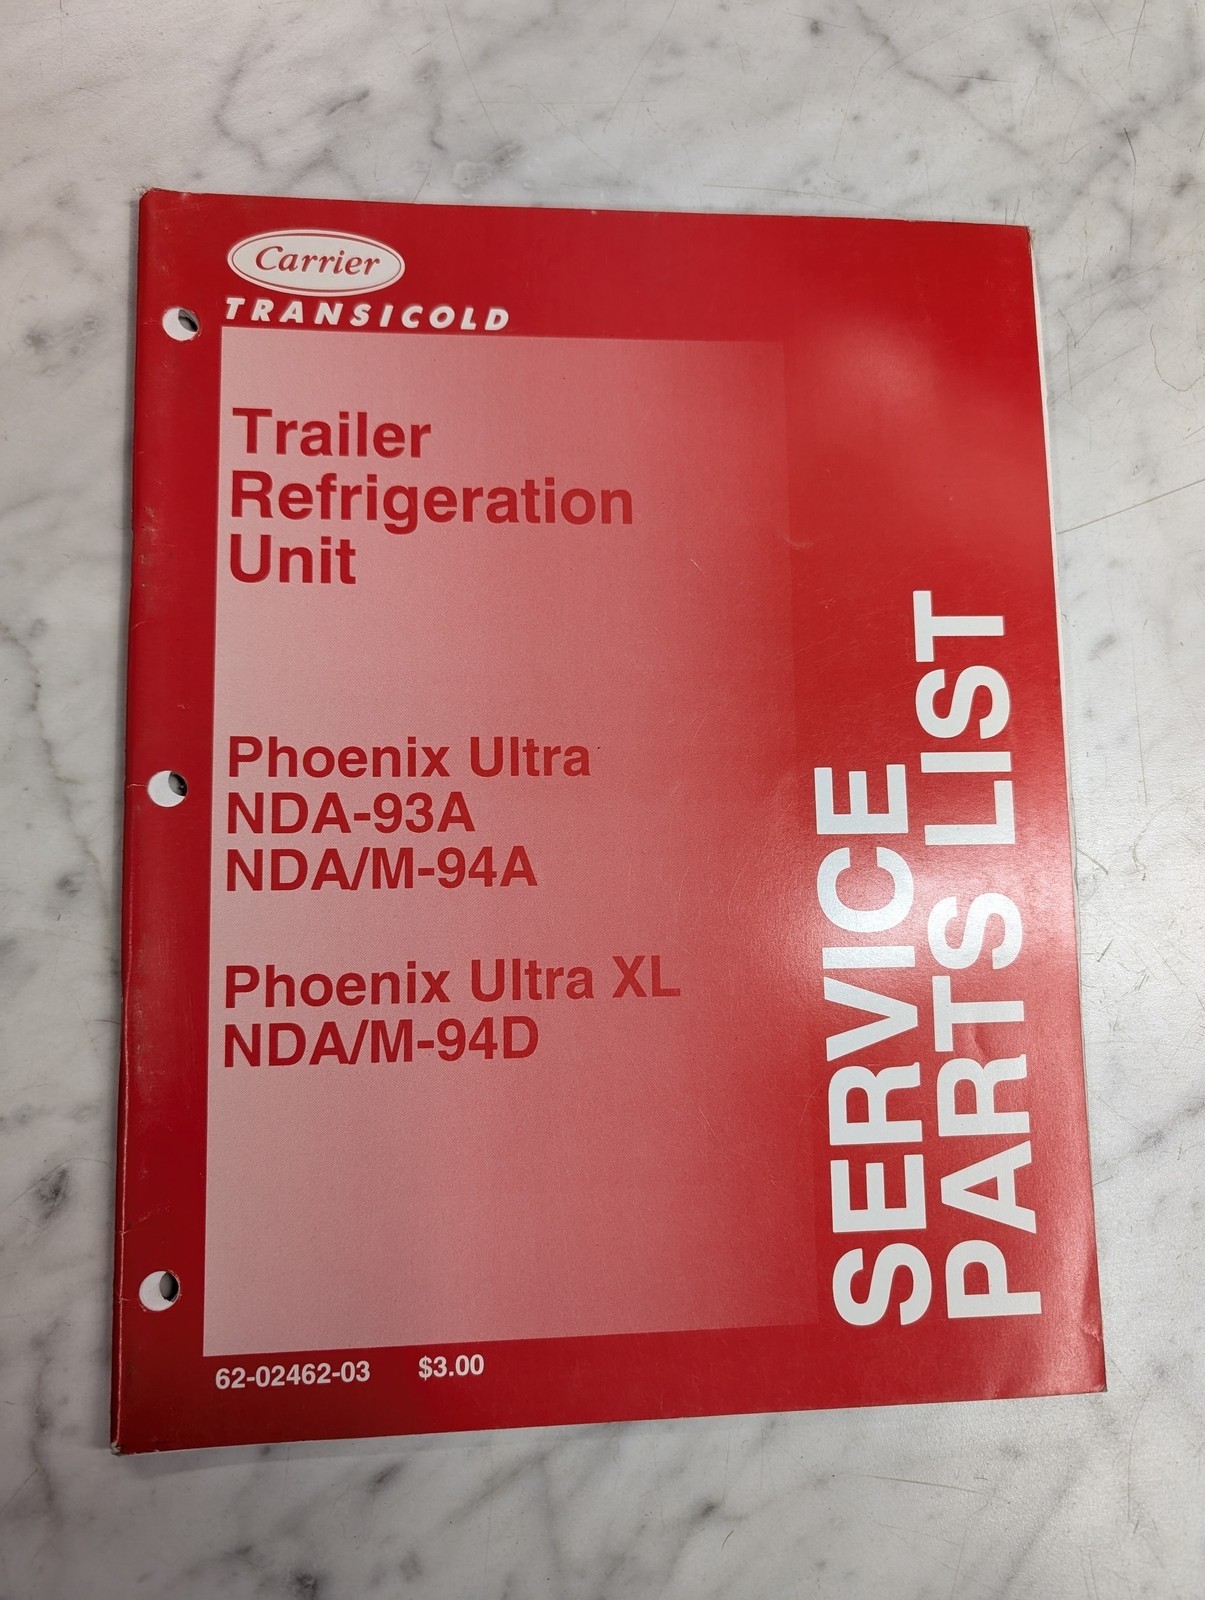 Carrier
TRANSICOLD
Trailer
Refrigeration
Unit
Phoenix Ultra
NDA-93A
NDA/M-94A
Phoenix Ultra XL
NDA/M-94D
SERVICE
PARTS LIST
62-02462-03 $3.00